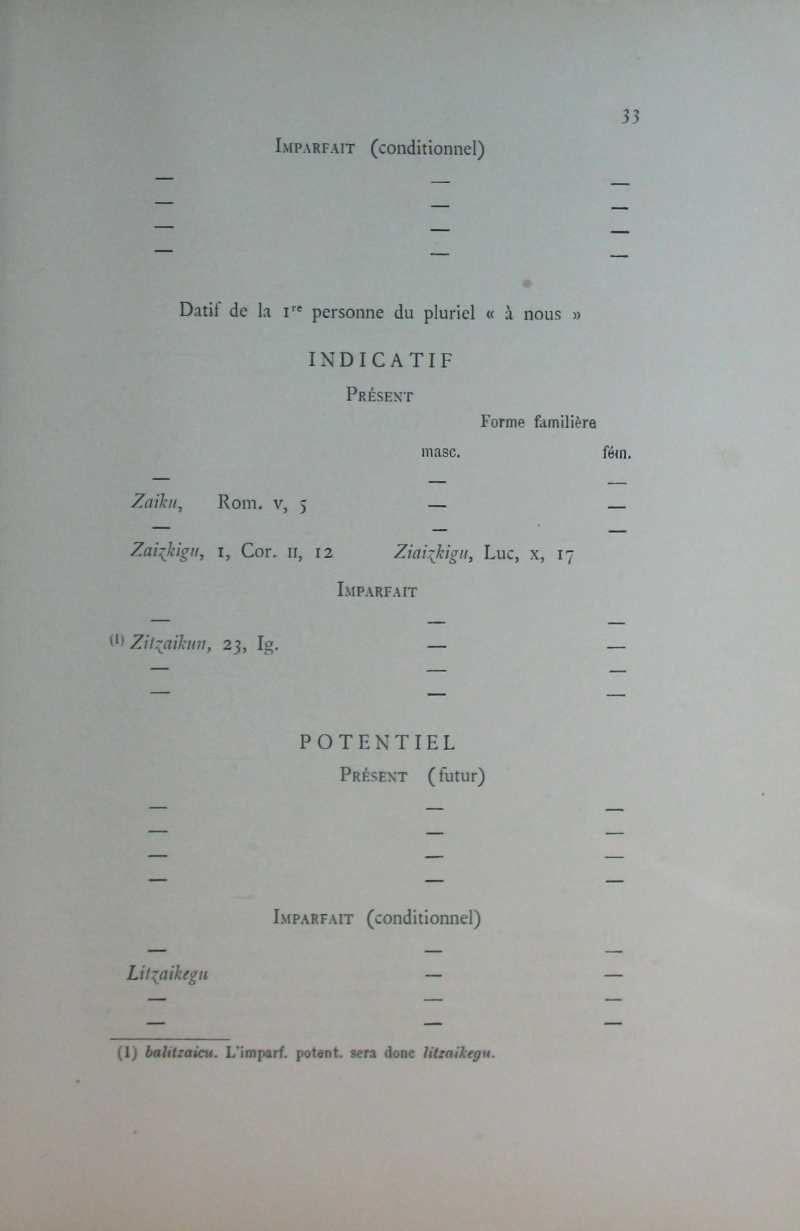 33
IMPARFAIT (conditionnel)
— — —
— — —
— — —
— — —
Datif de la 1re personne du pluriel « à nous »
INDICATIF
PRÉSENT
Forme familière
masc. fém.
— — —
Zaiku, Rom. v, 5 — —
— — —
Zaizkigu, 1, Cor. II, 12 Ziaizkigu, Luc, x, 17
IMPARFAIT
— — —
(1) Zitzaikun, 23, Ig. — —
— — —
— — —
POTENTIEL
PRÉSENT (futur)
— — —
— — —
— — —
— — —
IMPARFAIT (conditionnel)
— — —
Litzaikegu — —
— — —
— — —
(1) balitzaicu. L'imparf. potent. sera donc litzaikegu.